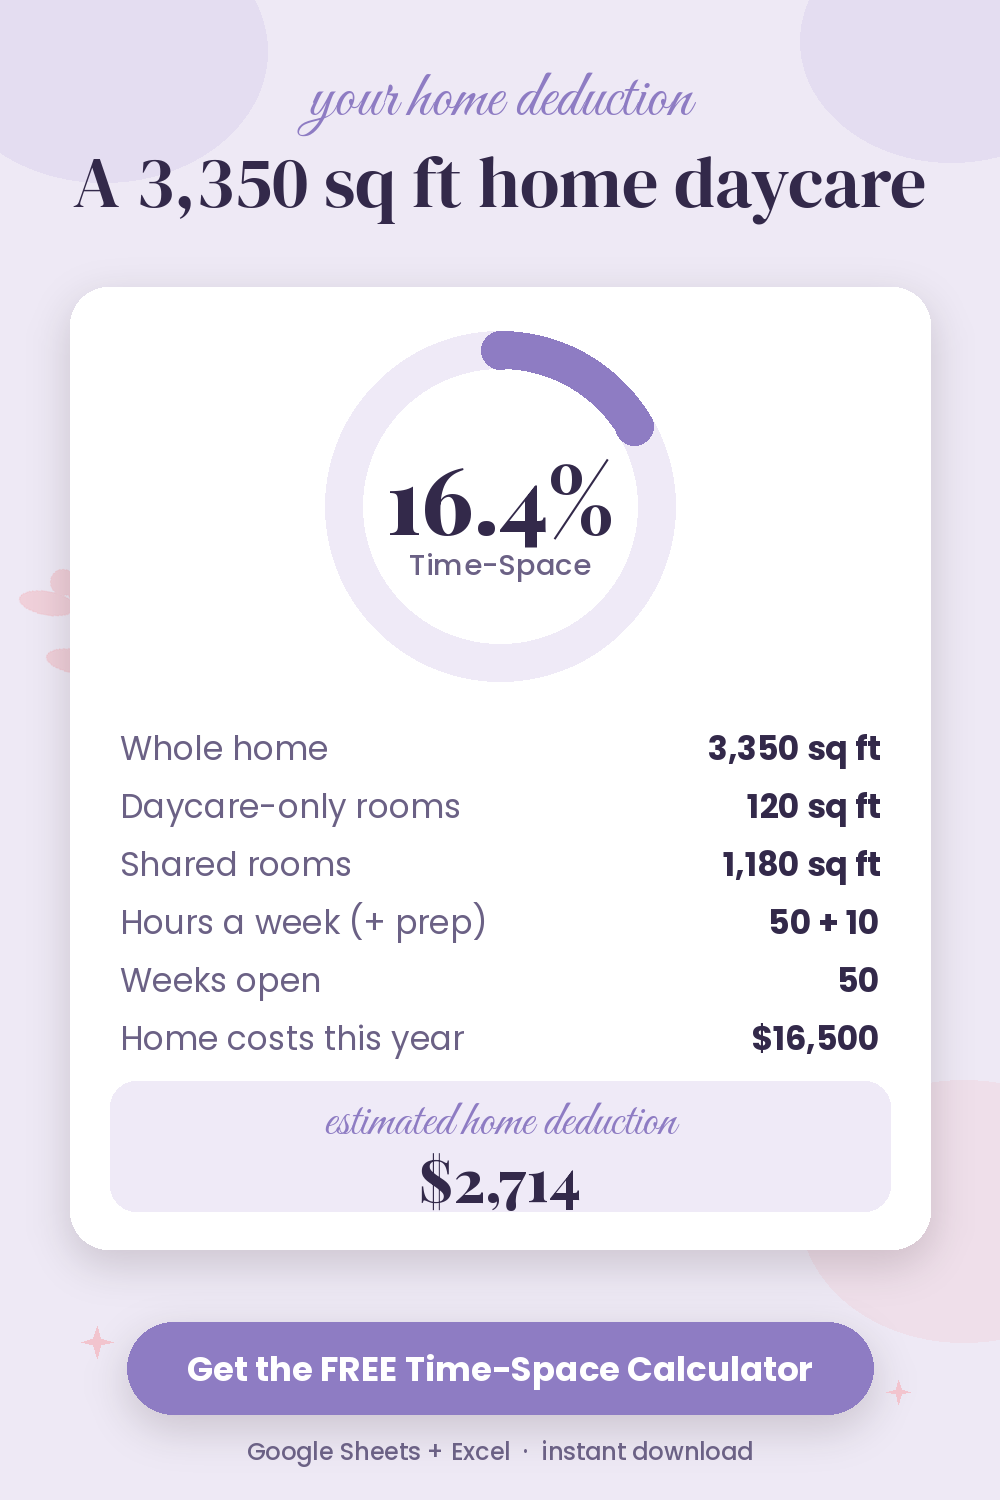 your home deduction
A 3,350 sq ft home daycare
16.4%
Time-Space
Whole home 3,350 sq ft
Daycare-only rooms 120 sq ft
Shared rooms 1,180 sq ft
Hours a week (+ prep) 50 + 10
Weeks open 50
Home costs this year $16,500
estimated home deduction
$2,714
Get the FREE Time-Space Calculator
Google Sheets + Excel · instant download